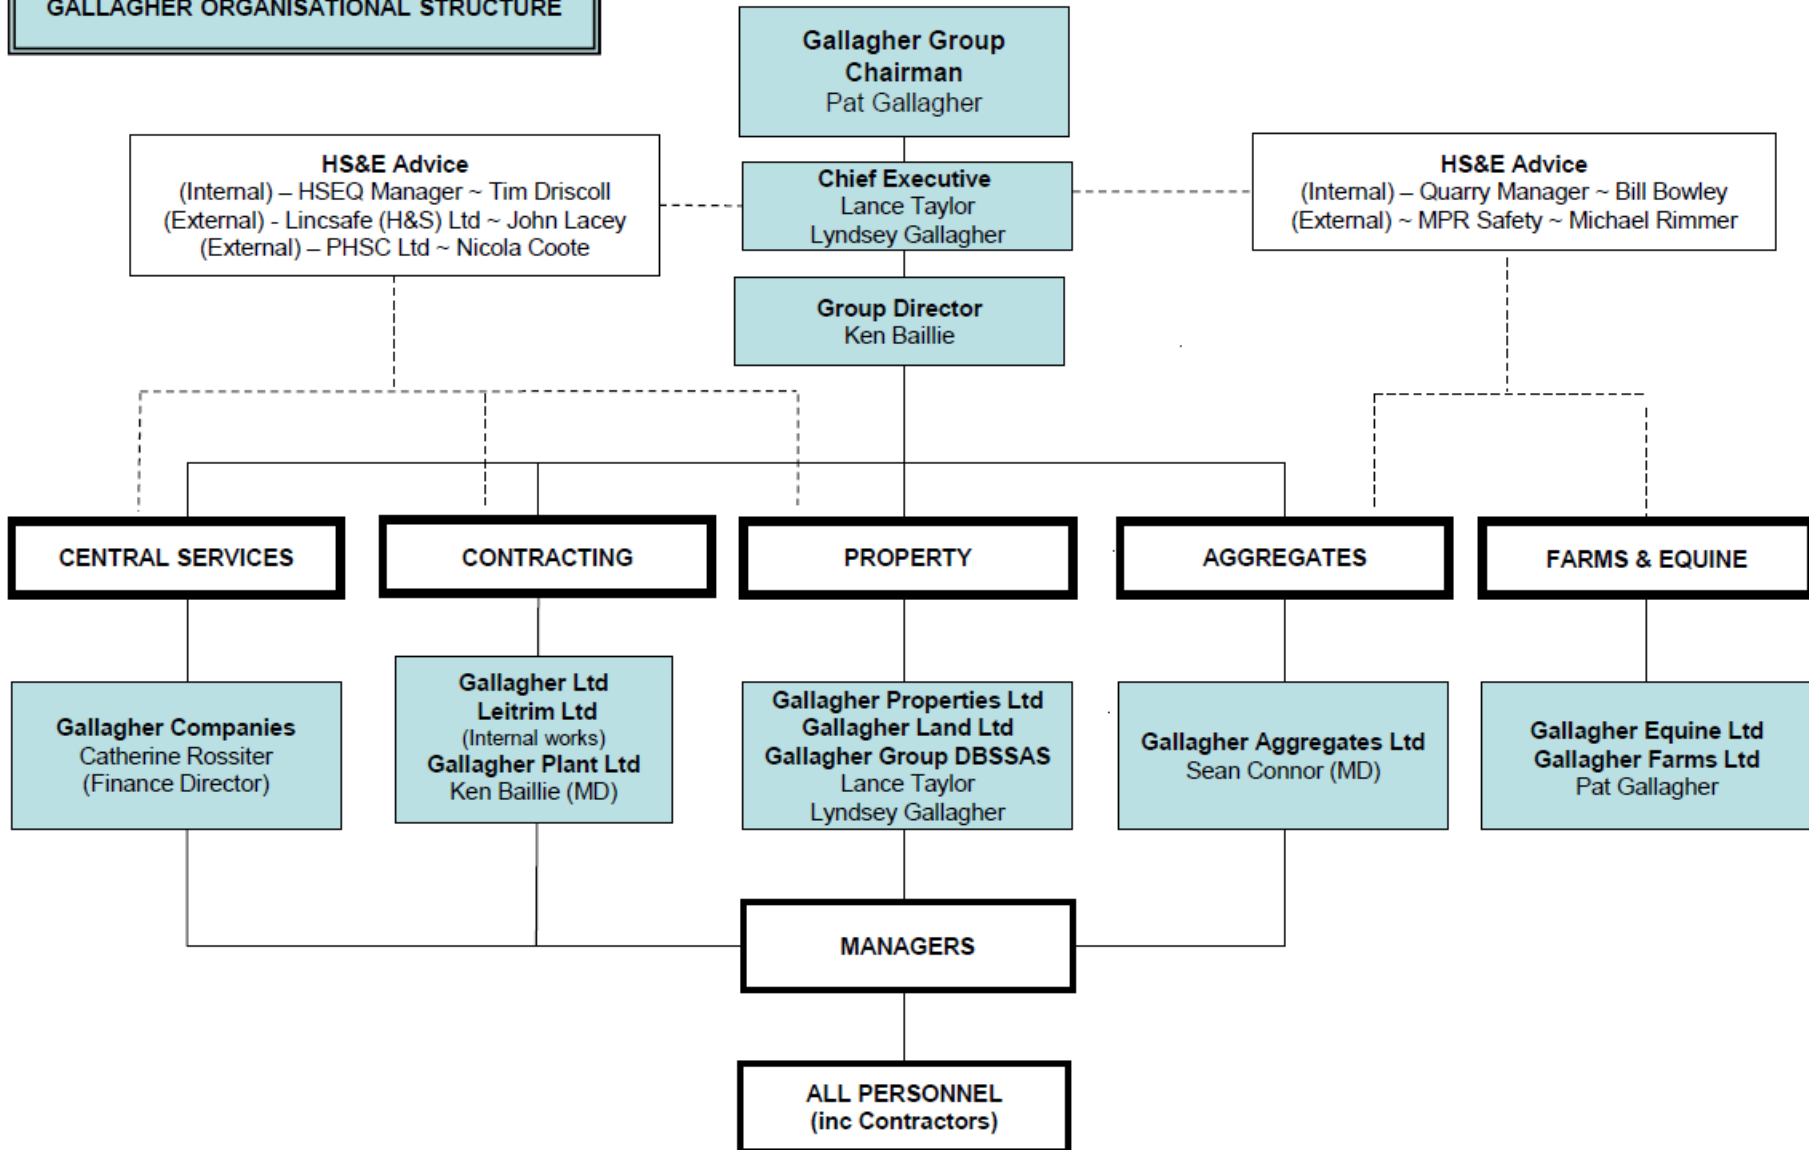 GALLAGHER ORGANISATIONAL STRUCTURE
Gallagher Group
Chairman
Pat Gallagher
HS&E Advice
(Internal) – HSEQ Manager ~ Tim Driscoll
(External) - Lincsafe (H&S) Ltd ~ John Lacey
(External) – PHSC Ltd ~ Nicola Coote
Chief Executive
Lance Taylor
Lyndsey Gallagher
HS&E Advice
(Internal) – Quarry Manager ~ Bill Bowley
(External) ~ MPR Safety ~ Michael Rimmer
Group Director
Ken Baillie
CENTRAL SERVICES
CONTRACTING
PROPERTY
AGGREGATES
FARMS & EQUINE
Gallagher Companies
Catherine Rossiter
(Finance Director)
Gallagher Ltd
Leitrim Ltd
(Internal works)
Gallagher Plant Ltd
Ken Baillie (MD)
Gallagher Properties Ltd
Gallagher Land Ltd
Gallagher Group DBSSAS
Lance Taylor
Lyndsey Gallagher
Gallagher Aggregates Ltd
Sean Connor (MD)
Gallagher Equine Ltd
Gallagher Farms Ltd
Pat Gallagher
MANAGERS
ALL PERSONNEL
(inc Contractors)